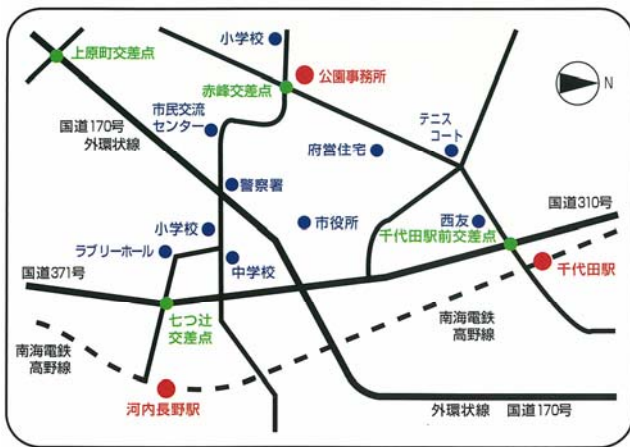 小学校
上原町交差点
公園事務所
赤峰交差点
市民交流
センター
テニス
コート
N
国道170号
外環状線
府営住宅
警察署
国道310号
小学校
市役所
西友
千代田駅前交差点
ラブリーホール
中学校
千代田駅
国道371号
七つ辻
交差点
南海電鉄
高野線
南海電鉄
高野線
河内長野駅
外環状線 国道170号